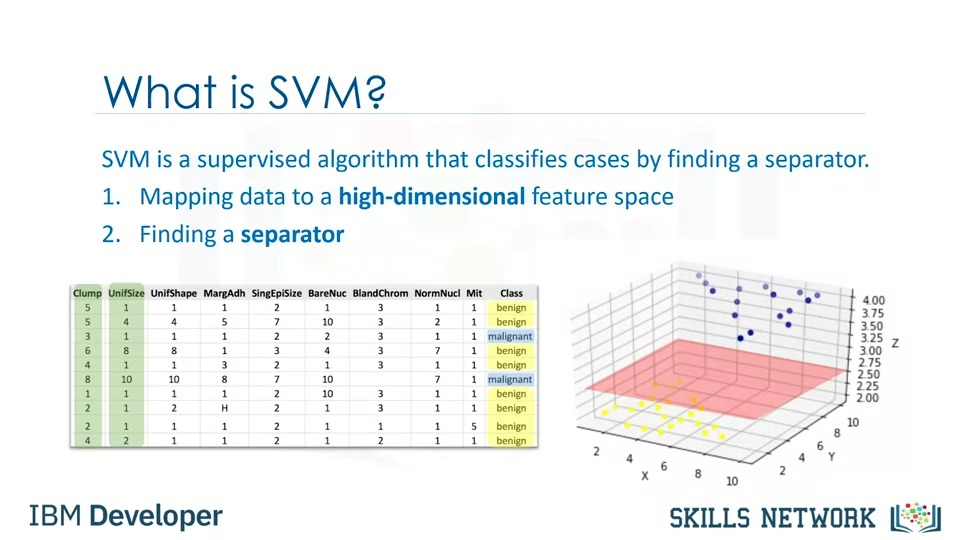 What is SVM?
SVM is a supervised algorithm that classifies cases by finding a separator.
1. Mapping data to a high-dimensional feature space
2. Finding a separator
Clump UnifSize UnifShape MargAdh SingEpiSize BareNuc BlandChrom NormNucl Mit Class
5 1 1 1 2 1 3 1 1 benign
5 4 4 5 7 10 3 2 1 benign
3 1 1 1 2 2 3 1 1 malignant
6 8 8 1 3 4 3 7 1 benign
4 1 1 3 2 1 3 1 1 benign
8 10 10 8 7 10 7 1 malignant
1 1 1 1 2 10 3 1 1 benign
2 1 2 H 2 1 3 1 1 benign
2 1 1 1 2 1 1 1 5 benign
4 2 1 1 2 1 2 1 1 benign
4.00
3.75
3.50
3.25
3.00
2.75
2.50
2.25
2.00
Z
2 4 6 8 10
X
2 4 6 8 10
Y
IBM Developer
SKILLS NETWORK